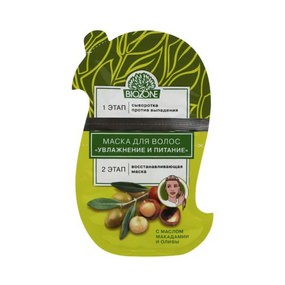 BIOZONE
1 ЭТАП
сыворотка
против выпадения
МАСКА ДЛЯ ВОЛОС
«УВЛАЖНЕНИЕ И ПИТАНИЕ»
2 ЭТАП
восстанавливающая
маска
С МАСЛОМ
МАКАДАМИИ
И ОЛИВЫ